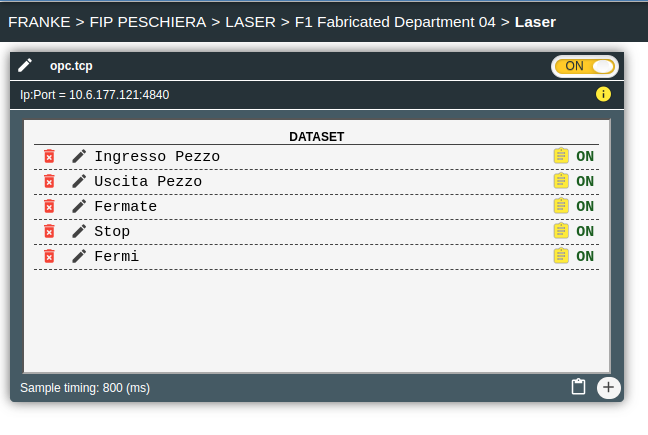 FRANKE > FIP PESCHIERA > LASER > F1 Fabricated Department 04 > Laser
opc.tcp ON
Ip:Port = 10.6.177.121:4840
DATASET
Ingresso Pezzo ON
Uscita Pezzo ON
Fermate ON
Stop ON
Fermi ON
Sample timing: 800 (ms)